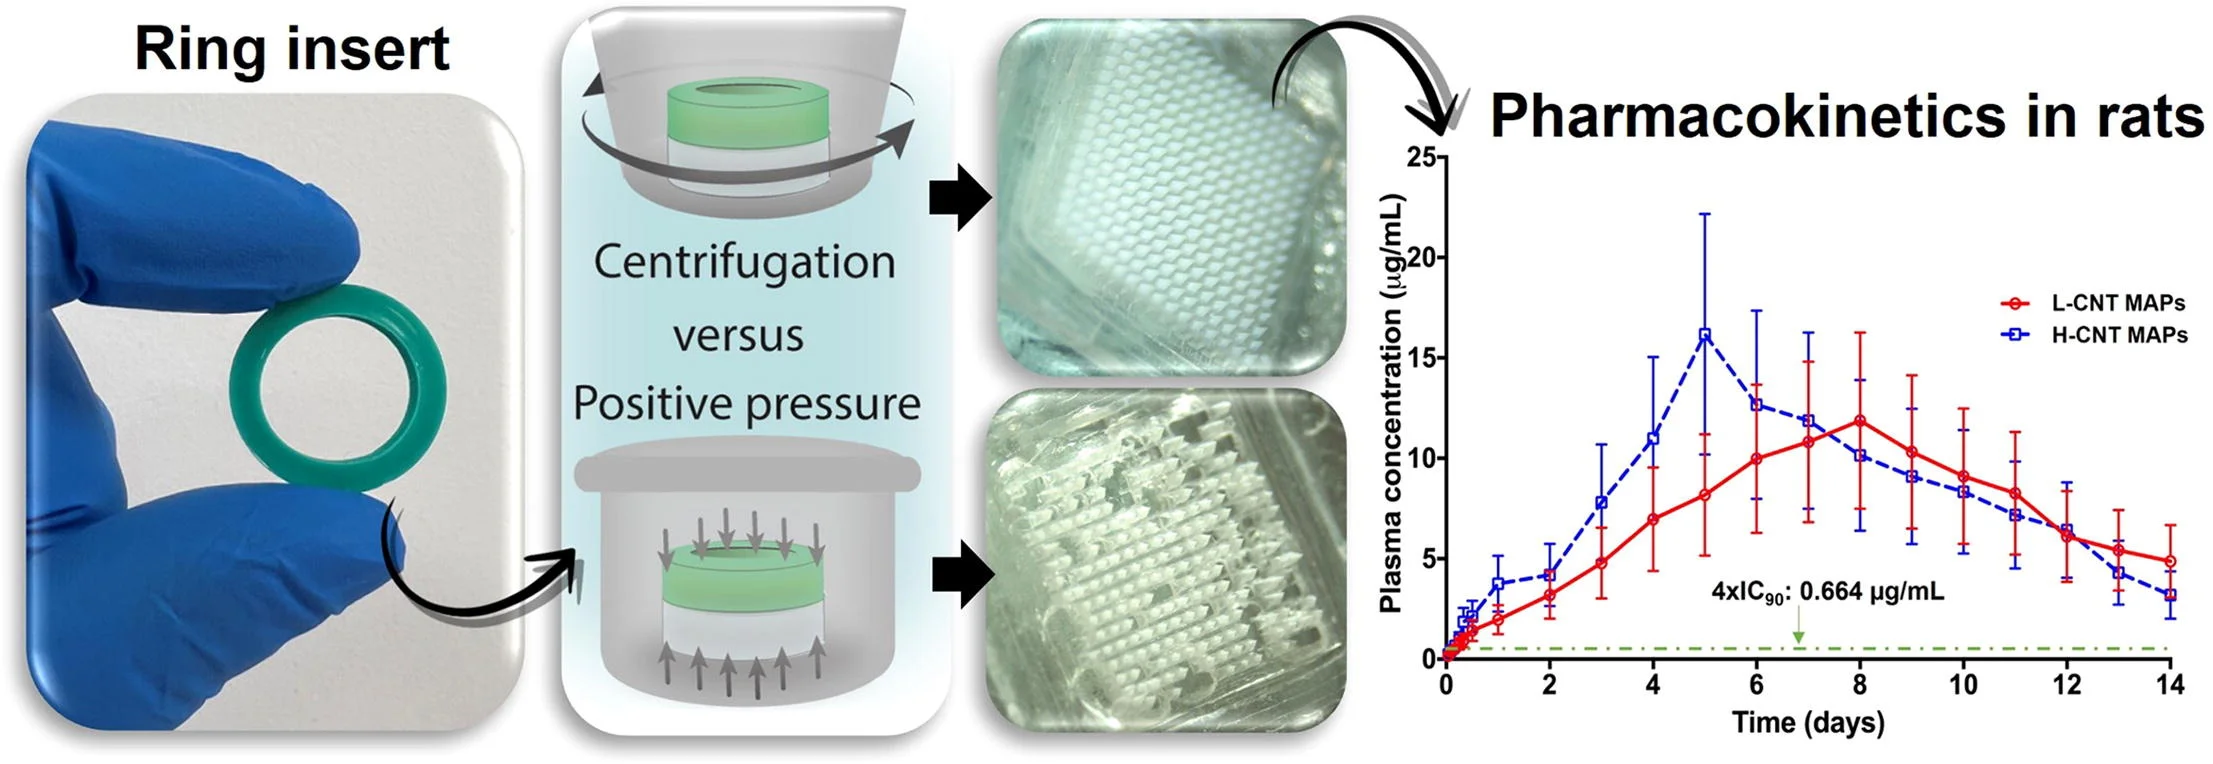 Ring insert
Centrifugation
versus
Positive pressure
Pharmacokinetics in rats
Plasma concentration (μg/mL)
25
20
15
10
5
0
L-CNT MAPs
H-CNT MAPs
4xIC90: 0.664 μg/mL
0 2 4 6 8 10 12 14
Time (days)